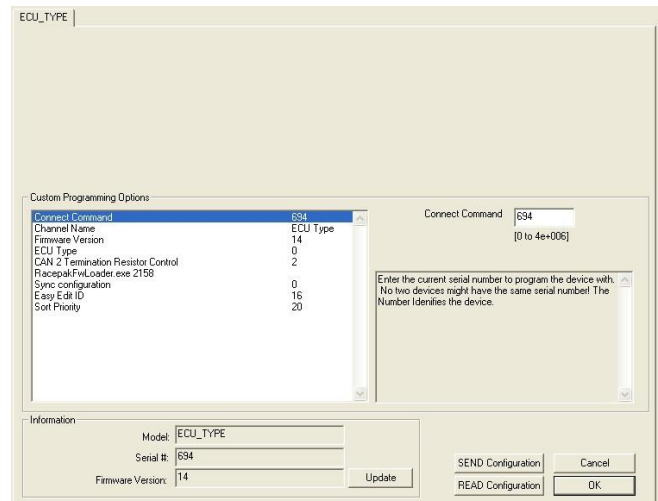 ECU_TYPE
Custom Programming Options
Connect Command 694
Channel Name ECU Type
Firmware Version 14
ECU Type 0
CAN 2 Termination Resistor Control 2
RacepakFwLoader.exe 2158
Sync configuration 0
Easy Edit ID 16
Sort Priority 20
Connect Command 694
[0 to 4e+006]
Enter the current serial number to program the device with.
No two devices might have the same serial number! The
Number Idenifies the device.
Information
Model: ECU_TYPE
Serial #: 694
Firmware Version: 14
Update
SEND Configuration Cancel
READ Configuration OK